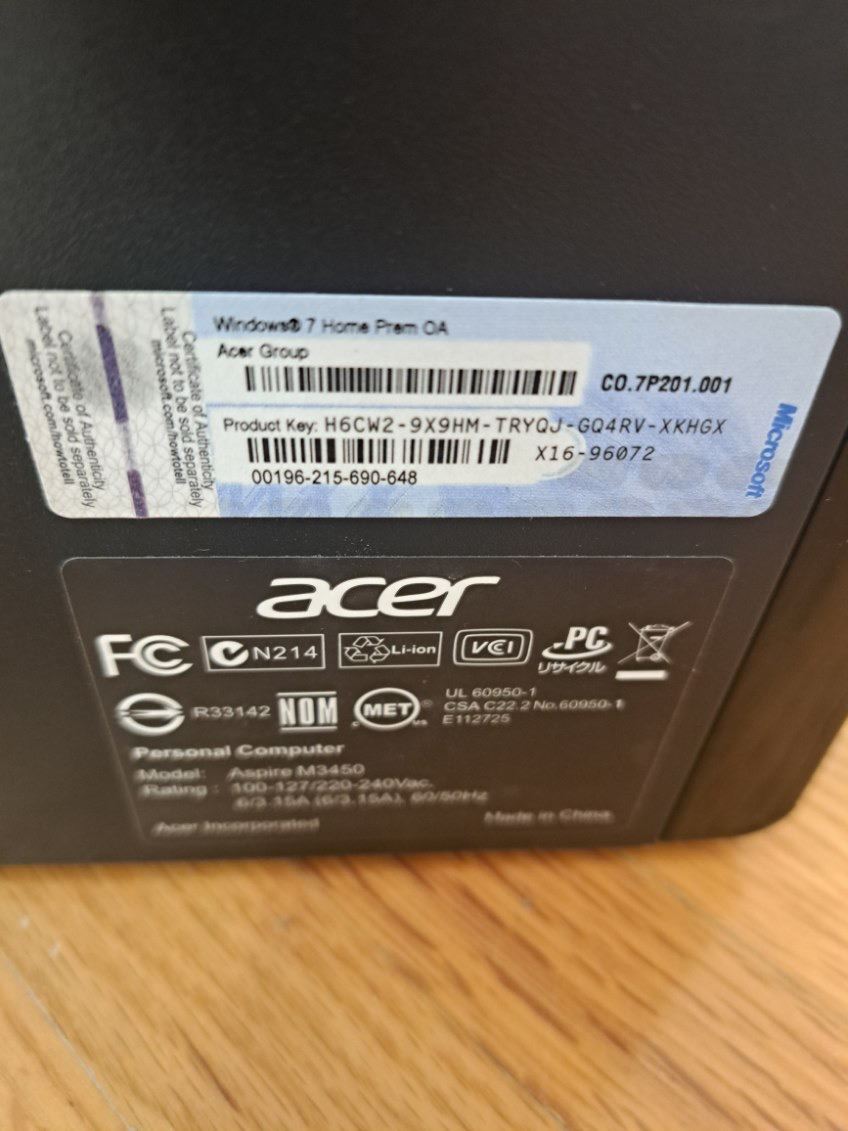 Certificate of Authenticity
Label not to be sold separately
microsoft.com/howtotell
Certificate of Authenticity
Label not to be sold separately
microsoft.com/howtotell
Windows® 7 Home Prem OA
Acer Group
CO.7P201.001
Product Key: H6CW2-9X9HM-TRYQJ-GQ4RV-XKHGX
X16-96072
00196-215-690-648
Microsoft
acer
FC N214 Li-ion VCI PC
リサイクル
R33142 NOM c MET ® us
UL 60950-1
CSA C22.2 No.60950-1
E112725
Personal Computer
Model: Aspire M3450
Rating : 100-127/220-240Vac,
6/3.15A (6/3.15A), 60/50Hz
Acer Incorporated Made in China